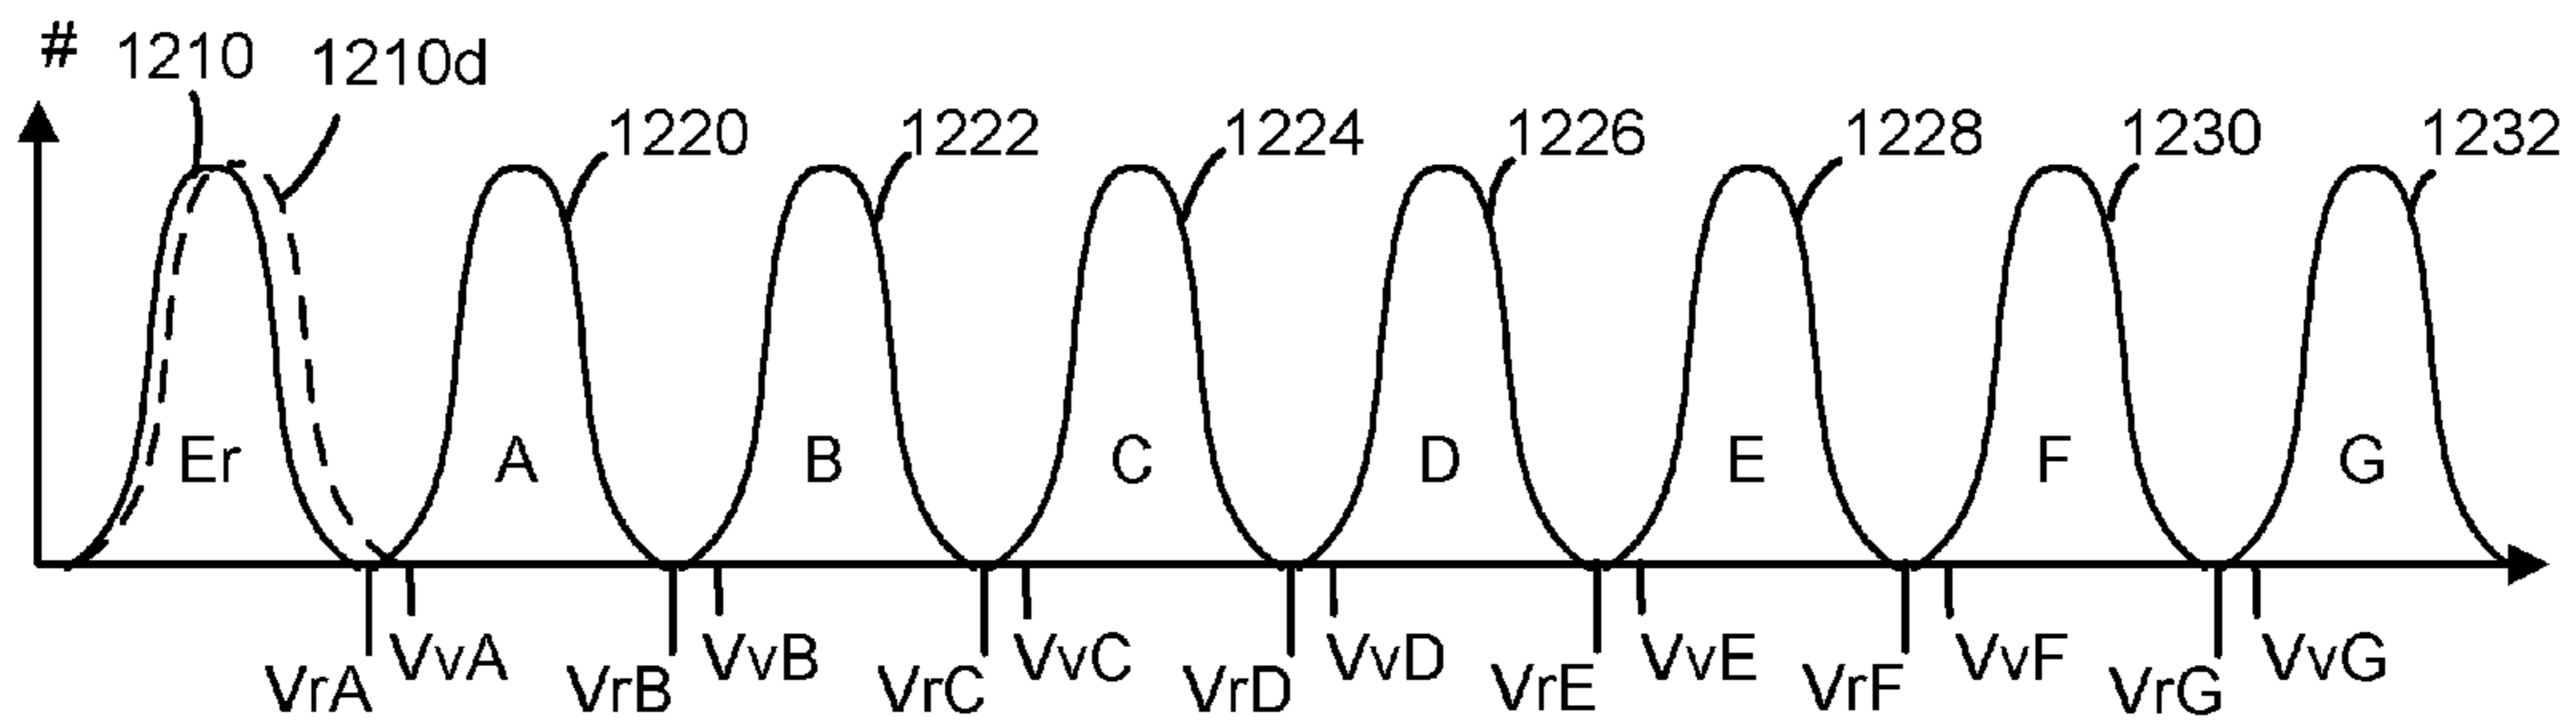 # 1210 1210d
1220 1222 1224 1226 1228 1230 1232
Er A B C D E F G
VvA VvB VvC VvD VvE VvF VvG
VrA VrB VrC VrD VrE VrF VrG